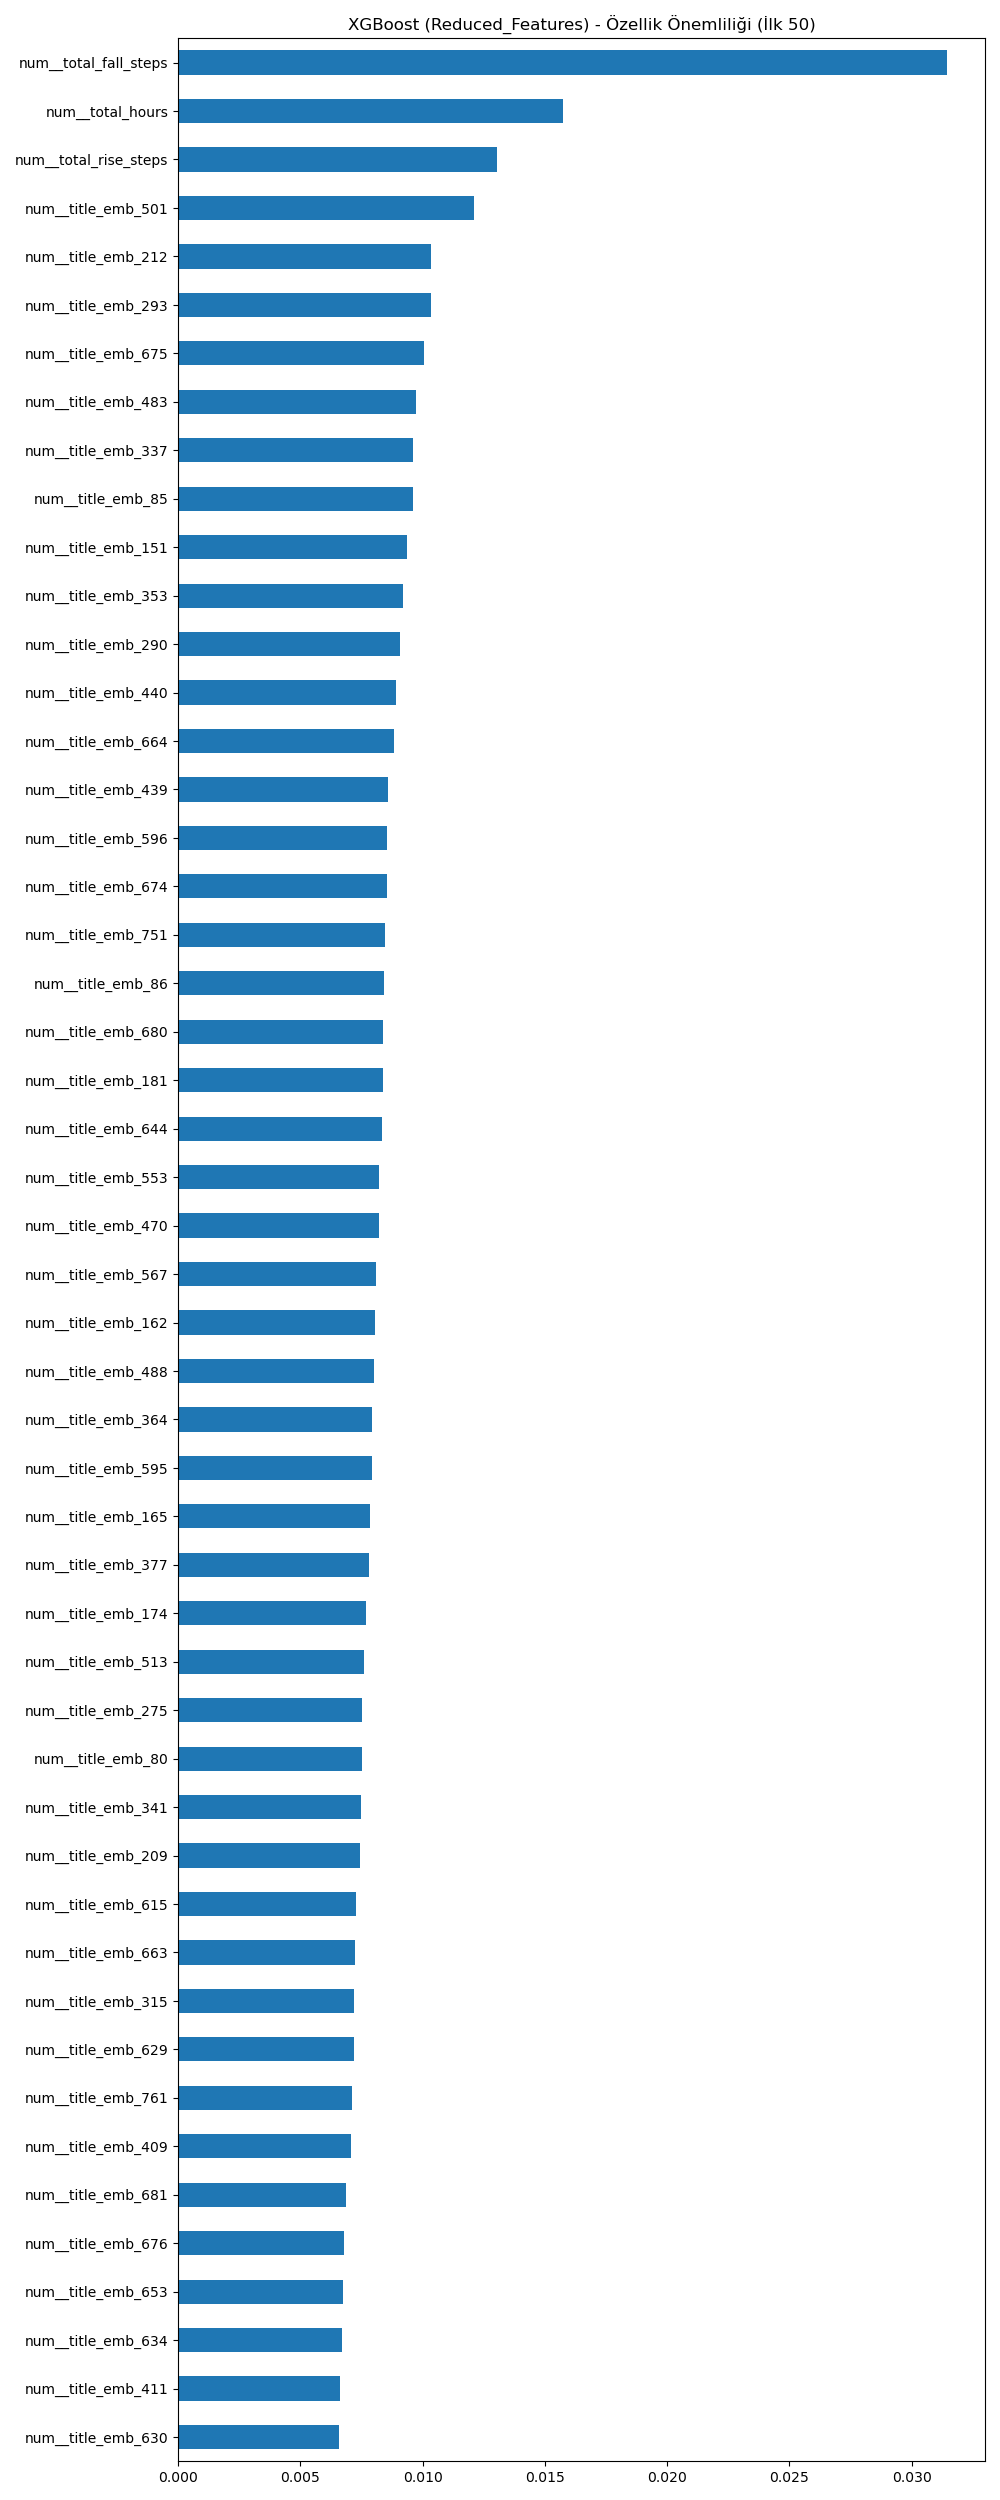 XGBoost (Reduced_Features) - Özellik Önemliliği (İlk 50)
num__total_fall_steps
num__total_hours
num__total_rise_steps
num__title_emb_501
num__title_emb_212
num__title_emb_293
num__title_emb_675
num__title_emb_483
num__title_emb_337
num__title_emb_85
num__title_emb_151
num__title_emb_353
num__title_emb_290
num__title_emb_440
num__title_emb_664
num__title_emb_439
num__title_emb_596
num__title_emb_674
num__title_emb_751
num__title_emb_86
num__title_emb_680
num__title_emb_181
num__title_emb_644
num__title_emb_553
num__title_emb_470
num__title_emb_567
num__title_emb_162
num__title_emb_488
num__title_emb_364
num__title_emb_595
num__title_emb_165
num__title_emb_377
num__title_emb_174
num__title_emb_513
num__title_emb_275
num__title_emb_80
num__title_emb_341
num__title_emb_209
num__title_emb_615
num__title_emb_663
num__title_emb_315
num__title_emb_629
num__title_emb_761
num__title_emb_409
num__title_emb_681
num__title_emb_676
num__title_emb_653
num__title_emb_634
num__title_emb_411
num__title_emb_630
0.000 0.005 0.010 0.015 0.020 0.025 0.030